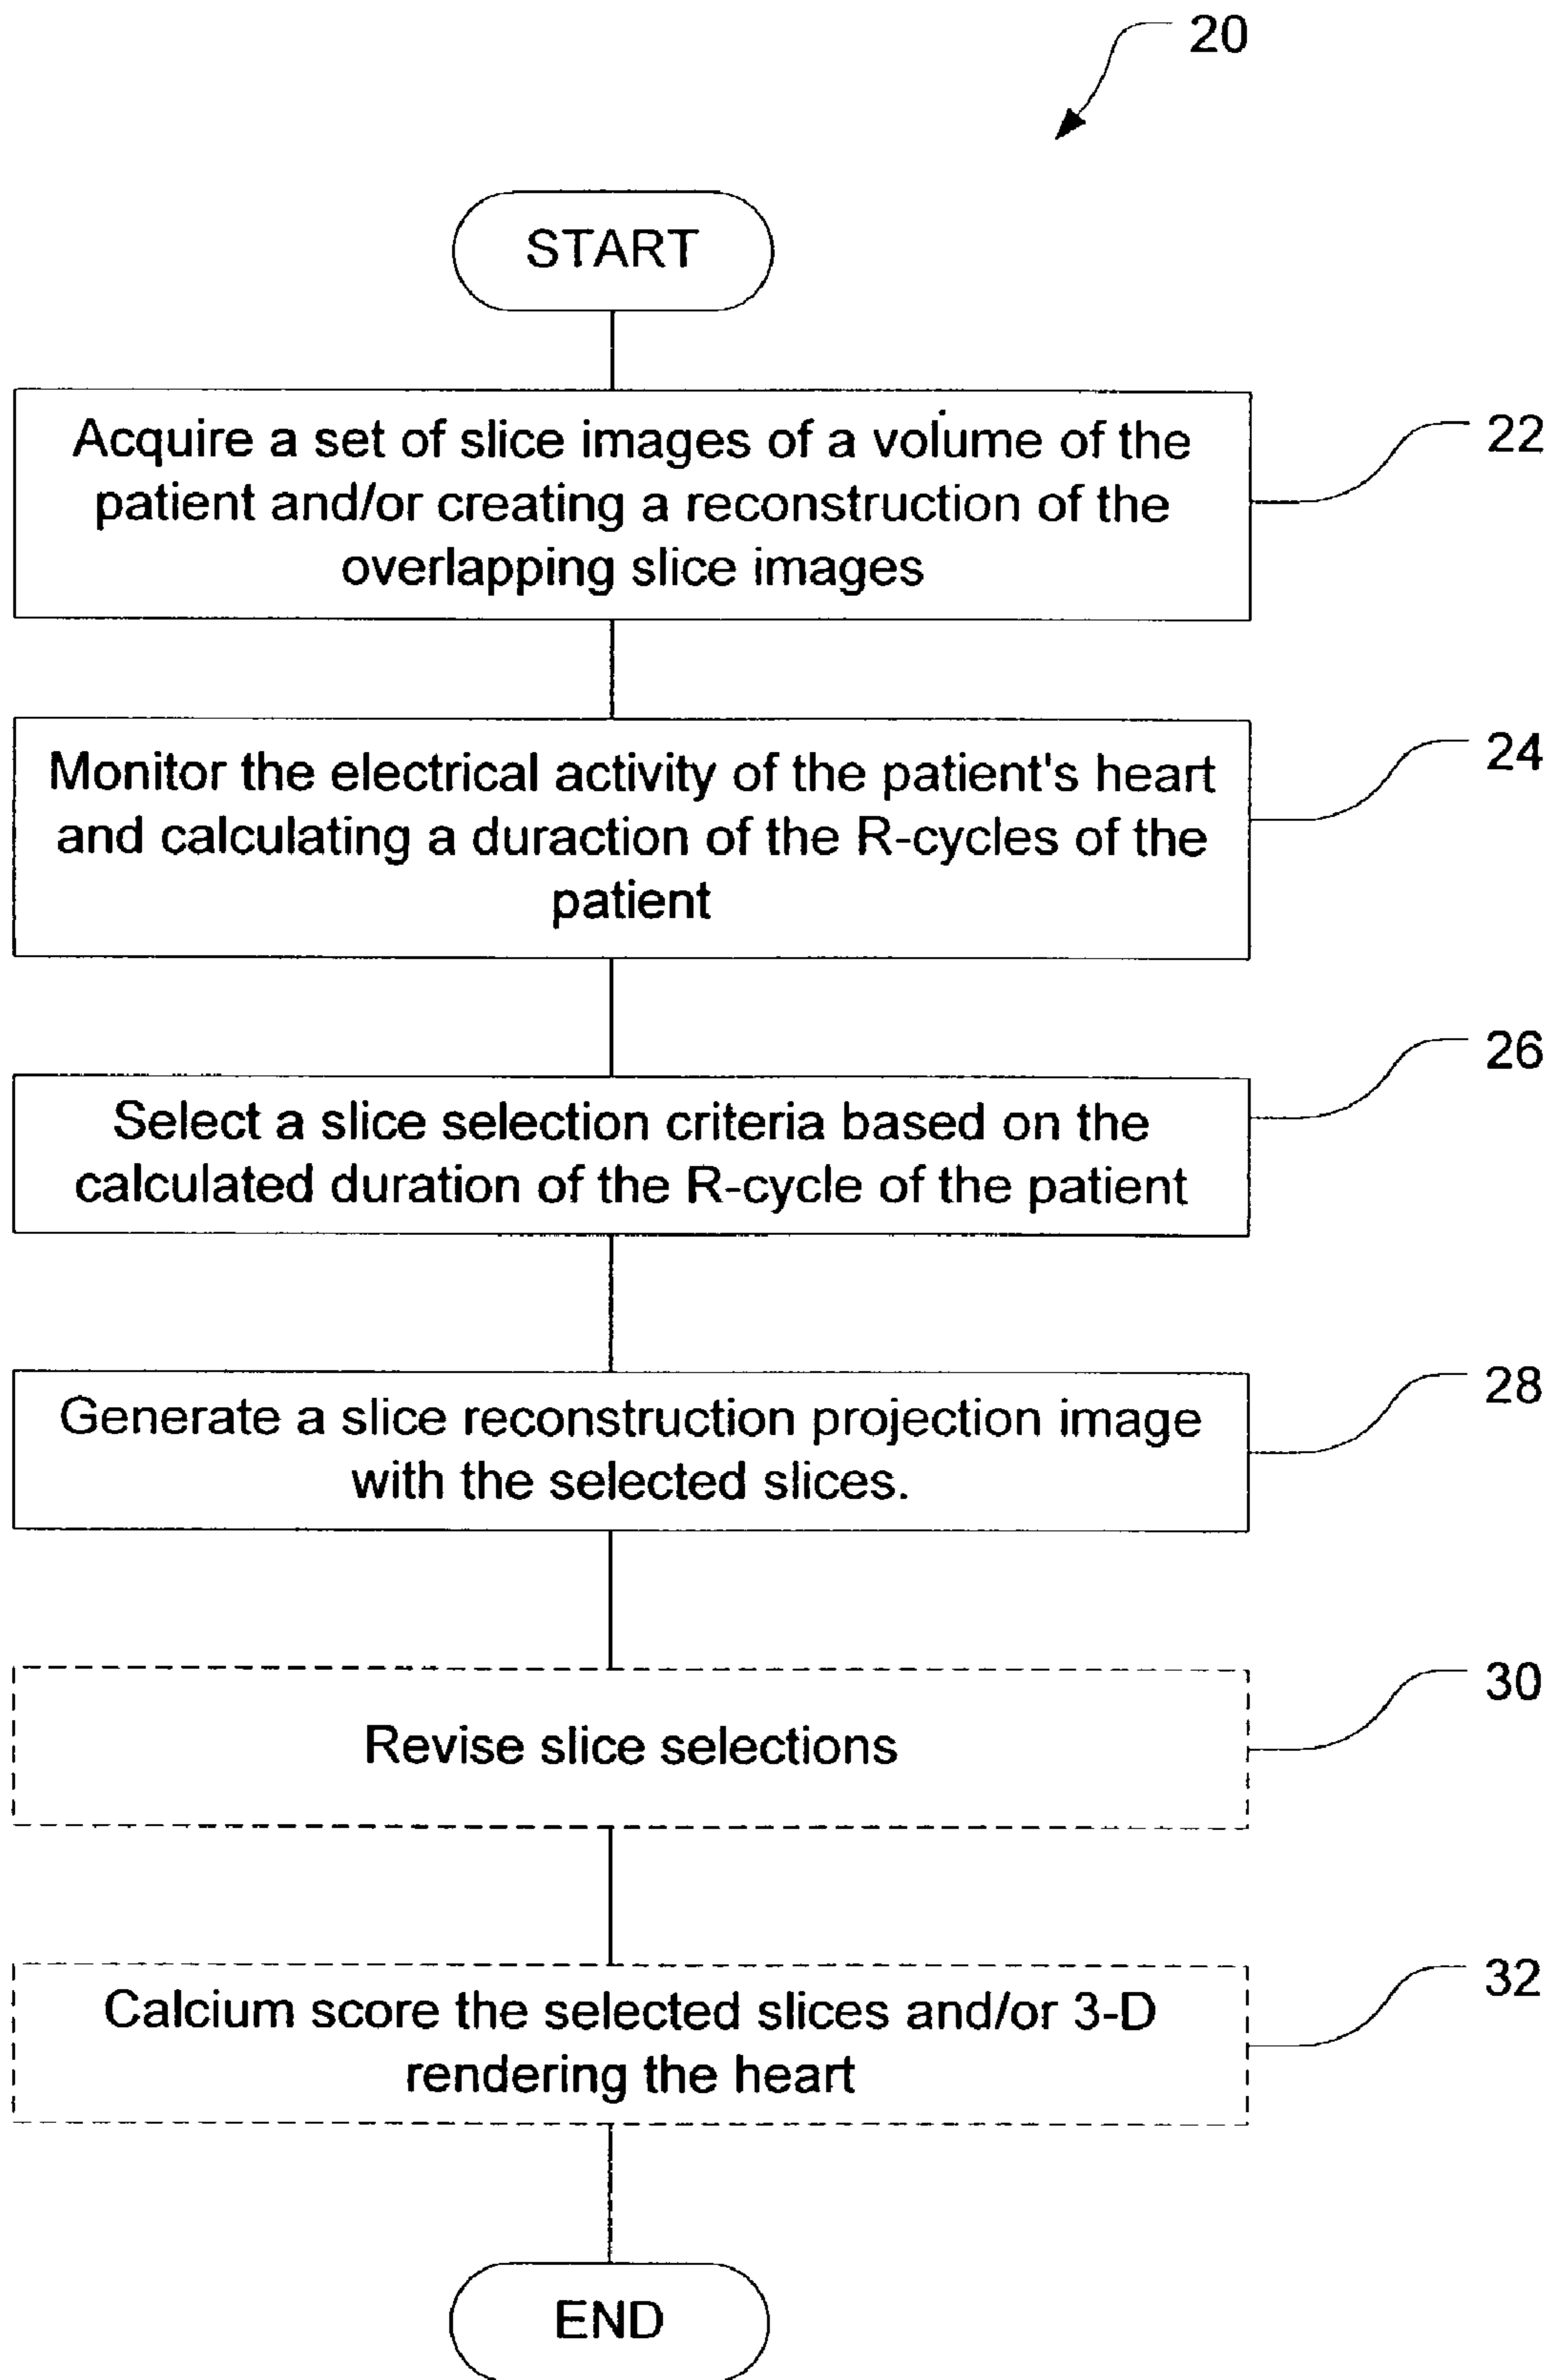 20
START
Acquire a set of slice images of a volume of the
patient and/or creating a reconstruction of the
overlapping slice images
22
Monitor the electrical activity of the patient's heart
and calculating a duraction of the R-cycles of the
patient
24
Select a slice selection criteria based on the
calculated duration of the R-cycle of the patient
26
Generate a slice reconstruction projection image
with the selected slices.
28
Revise slice selections
30
Calcium score the selected slices and/or 3-D
rendering the heart
32
END